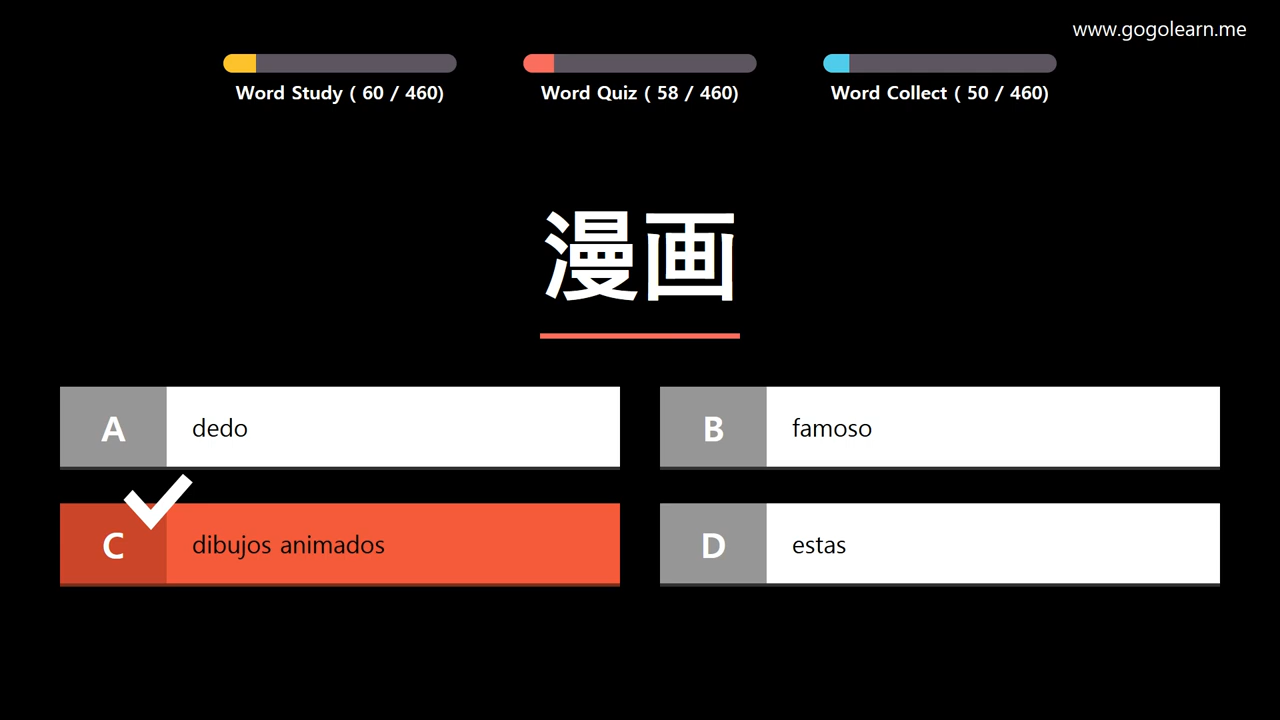 www.gogolearn.me
Word Study ( 60 / 460)
Word Quiz ( 58 / 460)
Word Collect ( 50 / 460)
漫画
A dedo
B famoso
C dibujos animados
D estas